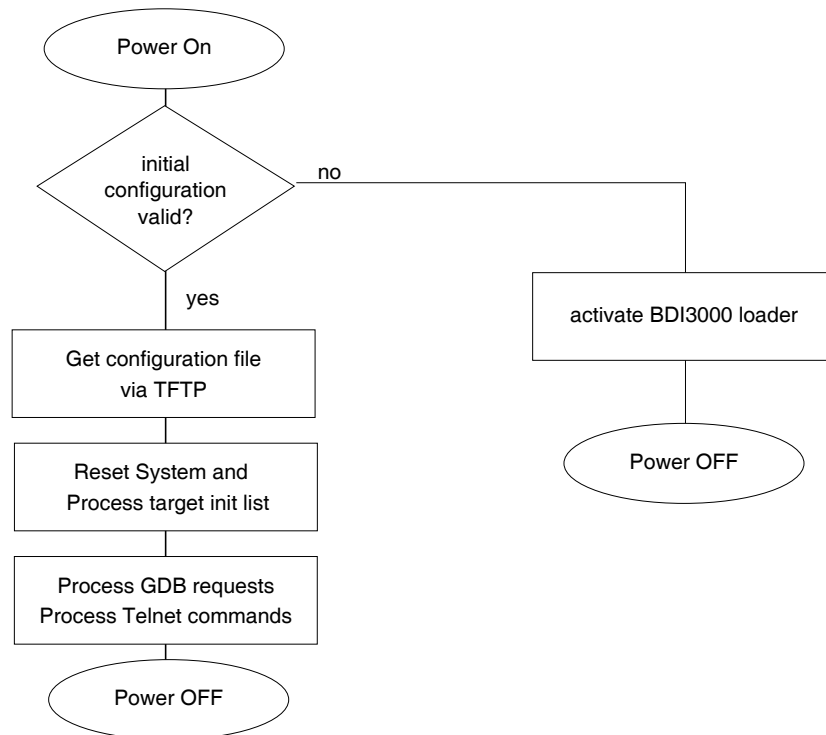 Power On
initial
configuration
valid?
no
yes
activate BDI3000 loader
Get configuration file
via TFTP
Reset System and
Process target init list
Power OFF
Process GDB requests
Process Telnet commands
Power OFF